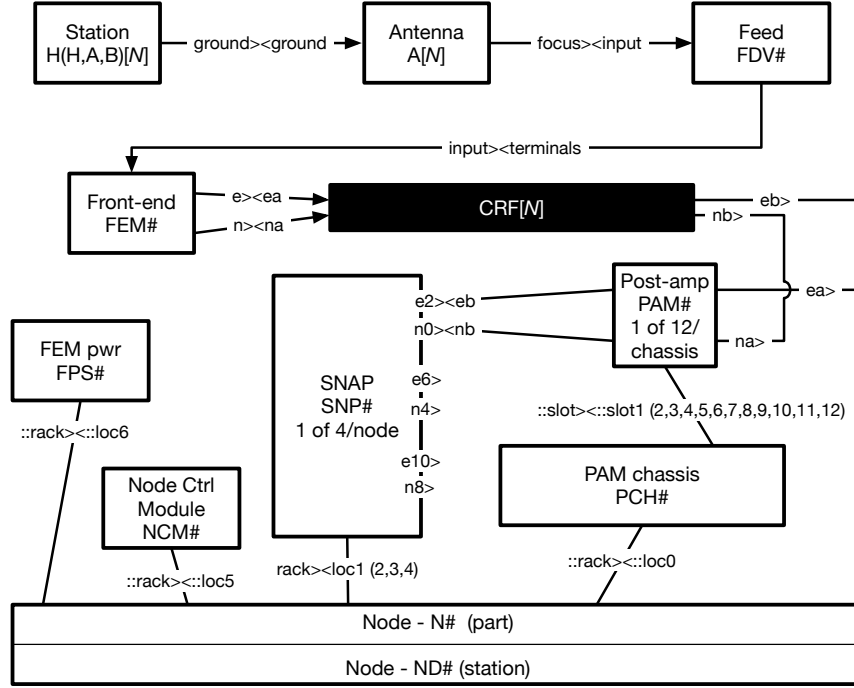 Station
H(H,A,B)[N]
ground><ground
Antenna
A[N]
focus><input
Feed
FDV#
input><terminals
Front-end
FEM#
e><ea
n><na
CRF[N]
eb>
nb>
e2><eb
n0><nb
Post-amp
PAM#
1 of 12/
chassis
ea>
na>
FEM pwr
FPS#
SNAP
SNP#
1 of 4/node
e6>
n4>
e10>
n8>
::slot><::slot1 (2,3,4,5,6,7,8,9,10,11,12)
::rack><::loc6
Node Ctrl
Module
NCM#
PAM chassis
PCH#
::rack><::loc5
rack><loc1 (2,3,4)
::rack><::loc0
Node - N# (part)
Node - ND# (station)